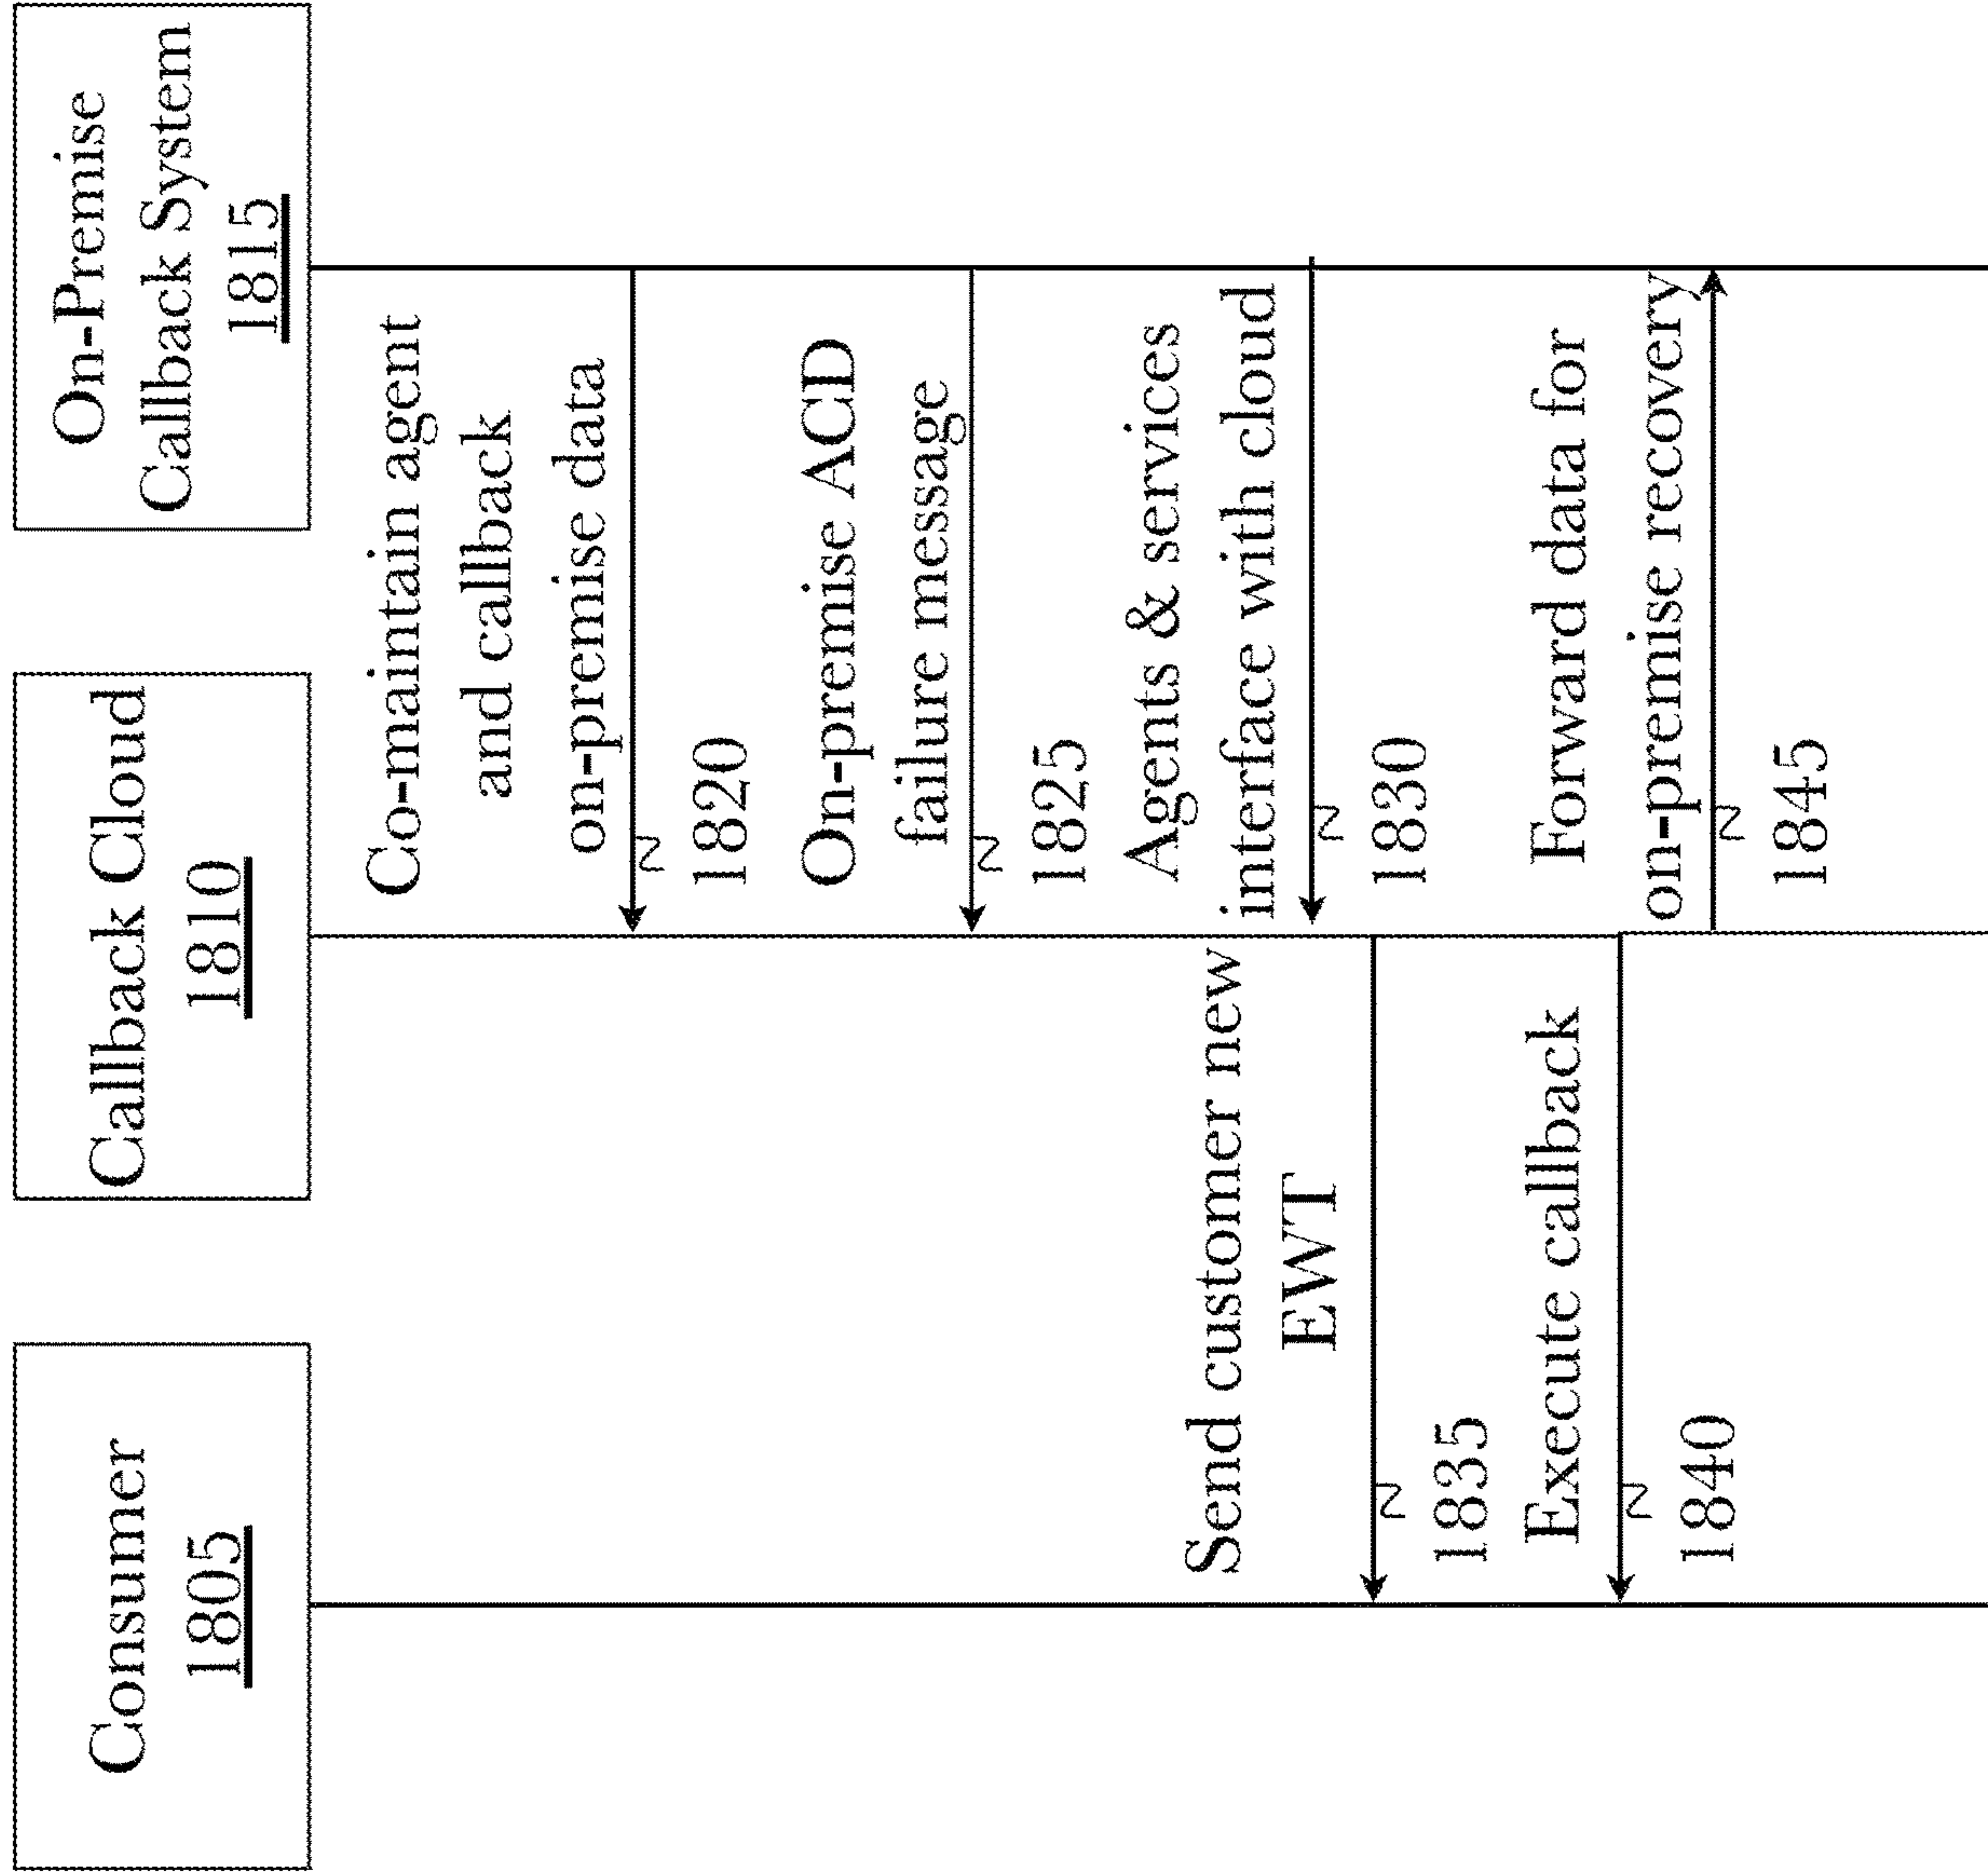 Consumer
1805
Callback Cloud
1810
On-Premise
Callback System
1815
Co-maintain agent
and callback
on-premise data
1820
On-premise ACD
failure message
1825
Agents & services
interface with cloud
1830
Send customer new
EWT
1835
Execute callback
1840
Forward data for
on-premise recovery
1845